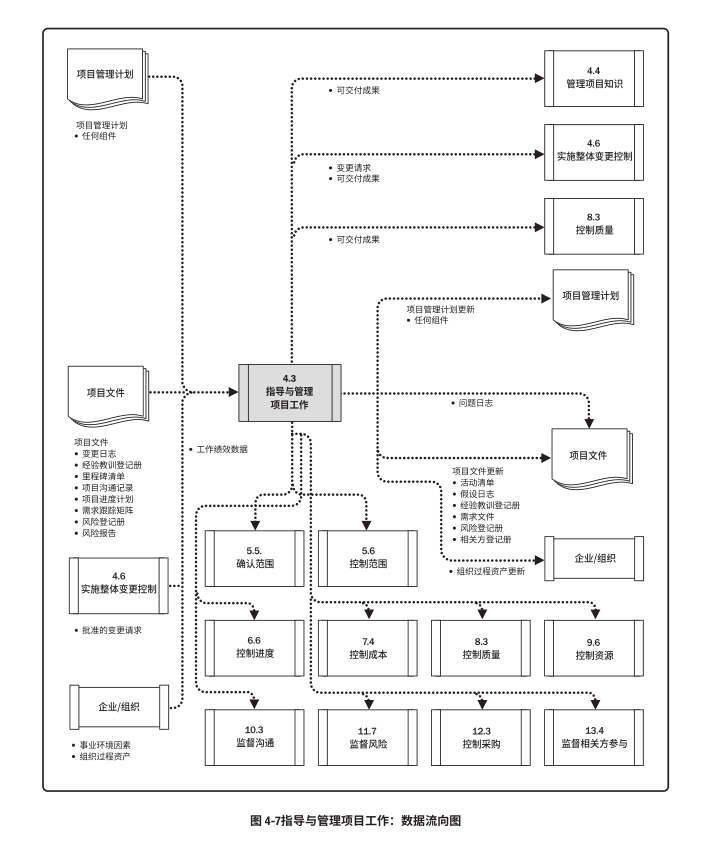 项目管理计划
项目管理计划
• 任何组件
4.4
管理项目知识
• 可交付成果
4.6
实施整体变更控制
• 变更请求
• 可交付成果
8.3
控制质量
• 可交付成果
项目管理计划
项目管理计划更新
• 任何组件
项目文件
4.3
指导与管理
项目工作
• 问题日志
项目文件
项目文件
• 变更日志
• 经验教训登记册
• 里程碑清单
• 项目沟通记录
• 项目进度计划
• 需求跟踪矩阵
• 风险登记册
• 风险报告
• 工作绩效数据
项目文件更新
• 活动清单
• 假设日志
• 经验教训登记册
• 需求文件
• 风险登记册
• 相关方登记册
企业/组织
• 组织过程资产更新
4.6
实施整体变更控制
• 批准的变更请求
5.5.
确认范围
5.6
控制范围
6.6
控制进度
7.4
控制成本
8.3
控制质量
9.6
控制资源
企业/组织
• 事业环境因素
• 组织过程资产
10.3
监督沟通
11.7
监督风险
12.3
控制采购
13.4
监督相关方参与
图 4-7指导与管理项目工作：数据流向图